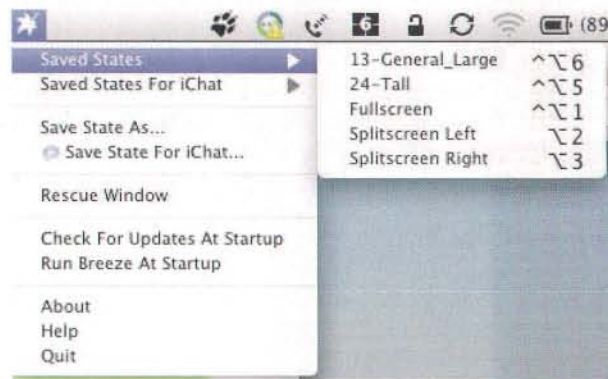 6 (89
Saved States
Saved States For iChat
Save State As...
Save State For iChat...
Rescue Window
Check For Updates At Startup
Run Breeze At Startup
About
Help
Quit
13-General_Large ^⌥6
24-Tall ^⌥5
Fullscreen ^⌥1
Splitscreen Left ⌥2
Splitscreen Right ⌥3